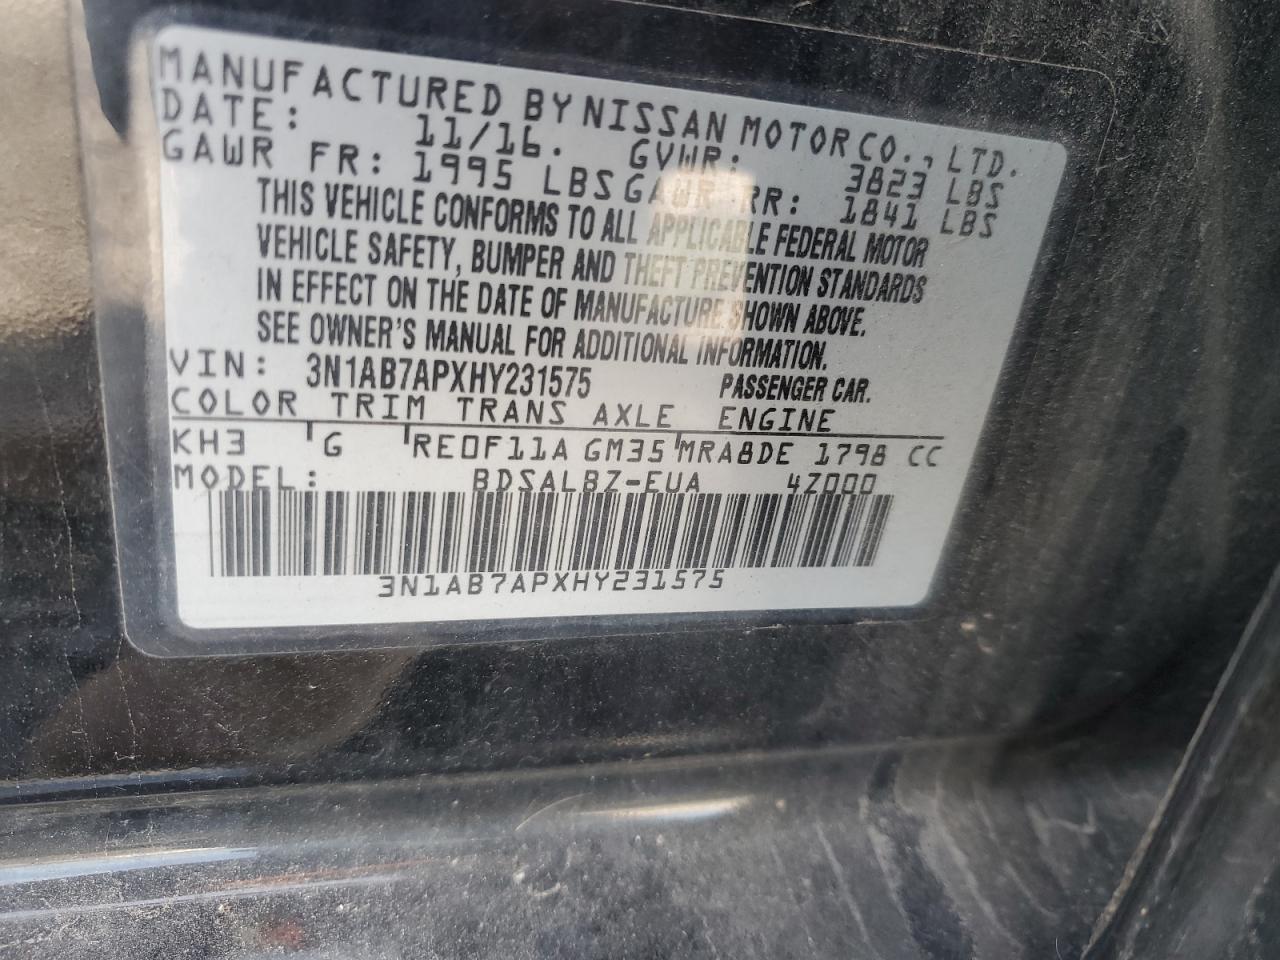 MANUFACTURED BY NISSAN MOTOR CO., LTD.
DATE: 11/16. GVWR: 3823 LBS
GAWR FR: 1995 LBS GAWR RR: 1841 LBS
THIS VEHICLE CONFORMS TO ALL APPLICABLE FEDERAL MOTOR
VEHICLE SAFETY, BUMPER AND THEFT PREVENTION STANDARDS
IN EFFECT ON THE DATE OF MANUFACTURE SHOWN ABOVE.
SEE OWNER'S MANUAL FOR ADDITIONAL INFORMATION.
VIN: 3N1AB7APXHY231575 PASSENGER CAR.
COLOR TRIM TRANS AXLE ENGINE
KH3 G RE0F11A GM35 MRA8DE 1798 CC
MODEL: BDSALBZ-EUA 4Z000
3N1AB7APXHY231575